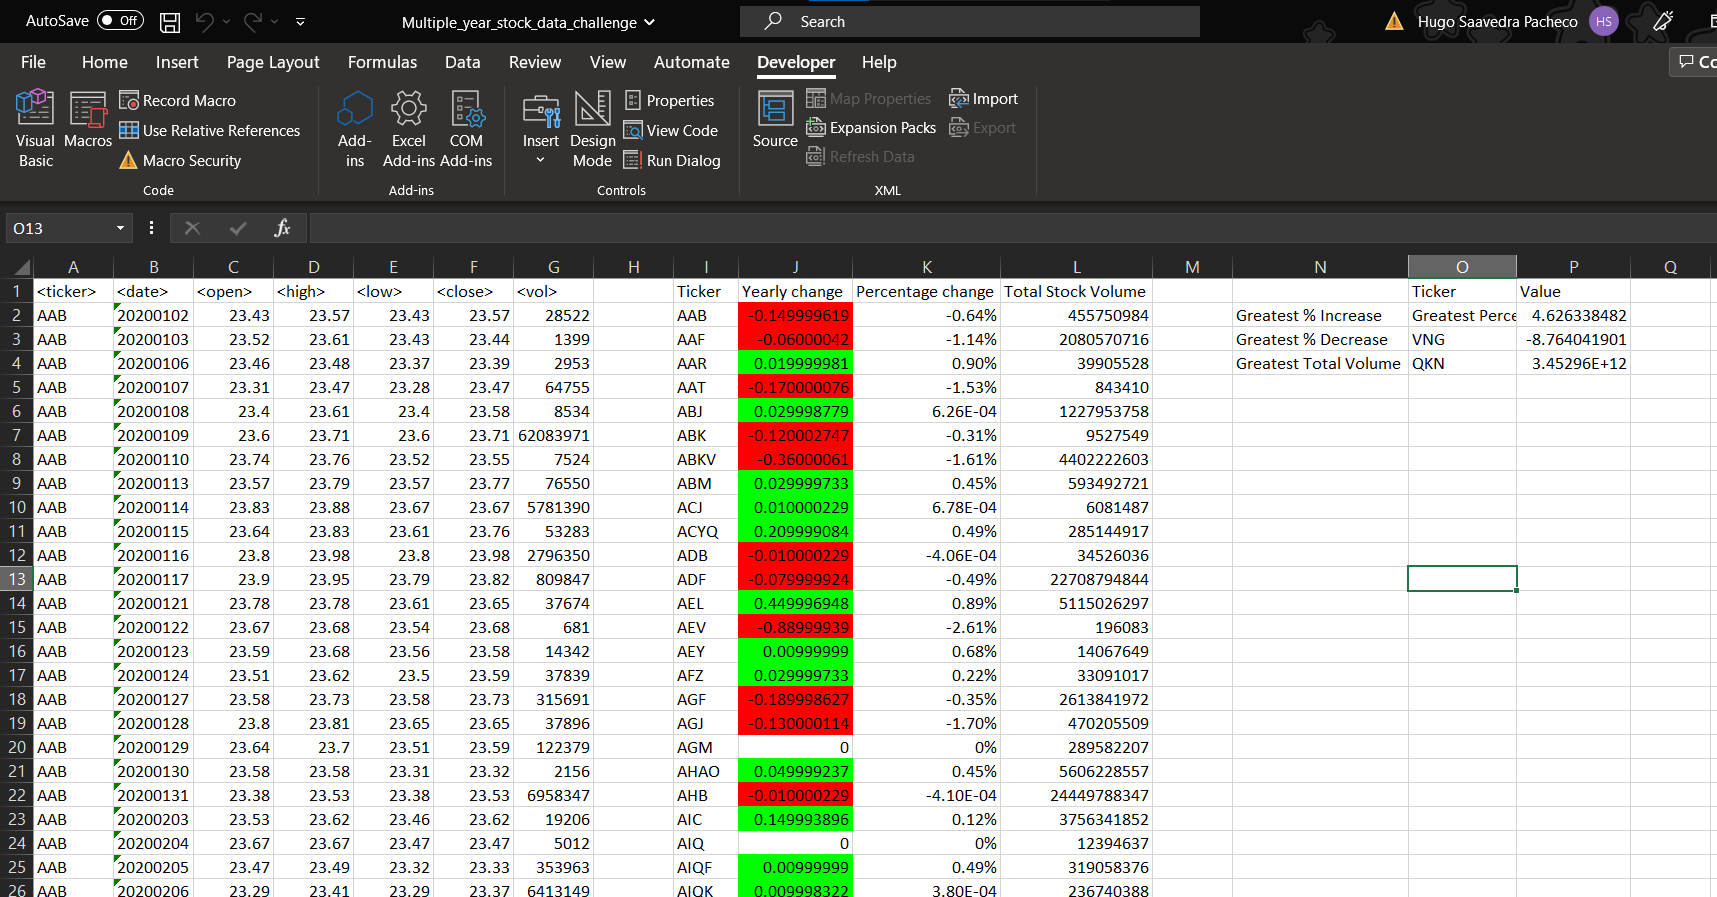 AutoSave Off Multiple_year_stock_data_challenge Search Hugo Saavedra Pacheco HS
File Home Insert Page Layout Formulas Data Review View Automate Developer Help
Visual Basic
Macros
Record Macro
Use Relative References
Macro Security
Code
Add-ins
Excel Add-ins
COM Add-ins
Add-ins
Insert
Design Mode
Properties
View Code
Run Dialog
Controls
Source
Map Properties
Expansion Packs
Refresh Data
Import
Export
XML
O13 fx
A B C D E F G H I J K L M N O P Q
1 <ticker> <date> <open> <high> <low> <close> <vol> Ticker Yearly change Percentage change Total Stock Volume Ticker Value
2 AAB 20200102 23.43 23.57 23.43 23.57 28522 AAB -0.149999619 -0.64% 455750984 Greatest % Increase Greatest Perce 4.626338482
3 AAB 20200103 23.52 23.61 23.43 23.44 1399 AAF -0.06000042 -1.14% 2080570716 Greatest % Decrease VNG -8.764041901
4 AAB 20200106 23.46 23.48 23.37 23.39 2953 AAR 0.019999981 0.90% 39905528 Greatest Total Volume QKN 3.45296E+12
5 AAB 20200107 23.31 23.47 23.28 23.47 64755 AAT -0.170000076 -1.53% 843410
6 AAB 20200108 23.4 23.61 23.4 23.58 8534 ABJ 0.029998779 6.26E-04 1227953758
7 AAB 20200109 23.6 23.71 23.6 23.71 62083971 ABK -0.120002747 -0.31% 9527549
8 AAB 20200110 23.74 23.76 23.52 23.55 7524 ABKV -0.36000061 -1.61% 4402222603
9 AAB 20200113 23.57 23.79 23.57 23.77 76550 ABM 0.029999733 0.45% 593492721
10 AAB 20200114 23.83 23.88 23.67 23.67 5781390 ACJ 0.010000229 6.78E-04 6081487
11 AAB 20200115 23.64 23.83 23.61 23.76 53283 ACYQ 0.209999084 0.49% 285144917
12 AAB 20200116 23.8 23.98 23.8 23.98 2796350 ADB -0.010000229 -4.06E-04 34526036
13 AAB 20200117 23.9 23.95 23.79 23.82 809847 ADF -0.079999924 -0.49% 22708794844
14 AAB 20200121 23.78 23.78 23.61 23.65 37674 AEL 0.449996948 0.89% 5115026297
15 AAB 20200122 23.67 23.68 23.54 23.68 681 AEV -0.88999939 -2.61% 196083
16 AAB 20200123 23.59 23.68 23.56 23.58 14342 AEY 0.00999999 0.68% 14067649
17 AAB 20200124 23.51 23.62 23.5 23.59 37839 AFZ 0.029999733 0.22% 33091017
18 AAB 20200127 23.58 23.73 23.58 23.73 315691 AGF -0.189998627 -0.35% 2613841972
19 AAB 20200128 23.8 23.81 23.65 23.65 37896 AGJ -0.130000114 -1.70% 470205509
20 AAB 20200129 23.64 23.7 23.51 23.59 122379 AGM 0 0% 289582207
21 AAB 20200130 23.58 23.58 23.31 23.32 2156 AHAO 0.049999237 0.45% 5606228557
22 AAB 20200131 23.38 23.53 23.38 23.53 6958347 AHB -0.010000229 -4.10E-04 24449788347
23 AAB 20200203 23.53 23.62 23.46 23.62 19206 AIC 0.149993896 0.12% 3756341852
24 AAB 20200204 23.67 23.67 23.47 23.47 5012 AIQ 0 0% 12394637
25 AAB 20200205 23.47 23.49 23.32 23.33 353963 AIQF 0.00999999 0.49% 319058376
26 AAB 20200206 23.29 23.41 23.29 23.37 6413149 AIQK 0.009998322 3.80E-04 236740388